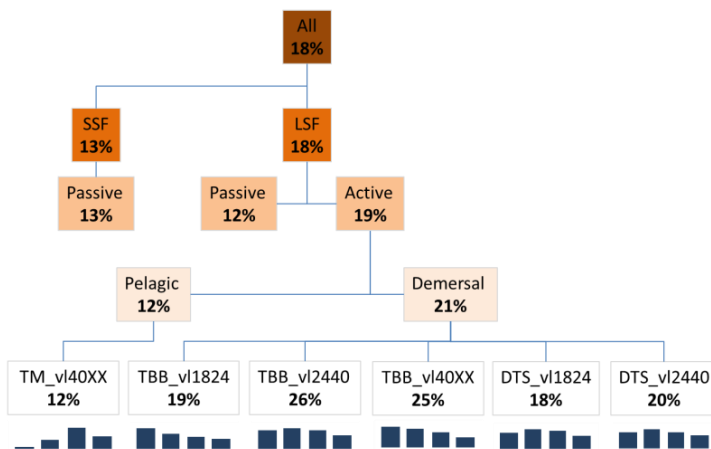 All
18%
SSF
13%
LSF
18%
Passive
13%
Passive
12%
Active
19%
Pelagic
12%
Demersal
21%
TM_vl40XX
12%
TBB_vl1824
19%
TBB_vl2440
26%
TBB_vl40XX
25%
DTS_vl1824
18%
DTS_vl2440
20%